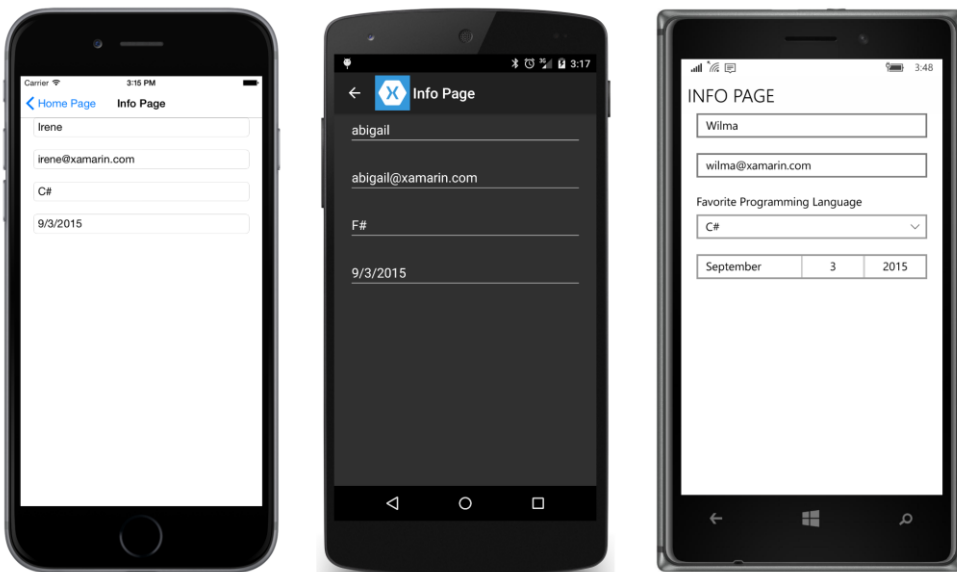 Carrier 3:15 PM
Home Page Info Page
Irene
irene@xamarin.com
C#
9/3/2015
3:17
Info Page
abigail
abigail@xamarin.com
F#
9/3/2015
3:48
INFO PAGE
Wilma
wilma@xamarin.com
Favorite Programming Language
C#
September 3 2015